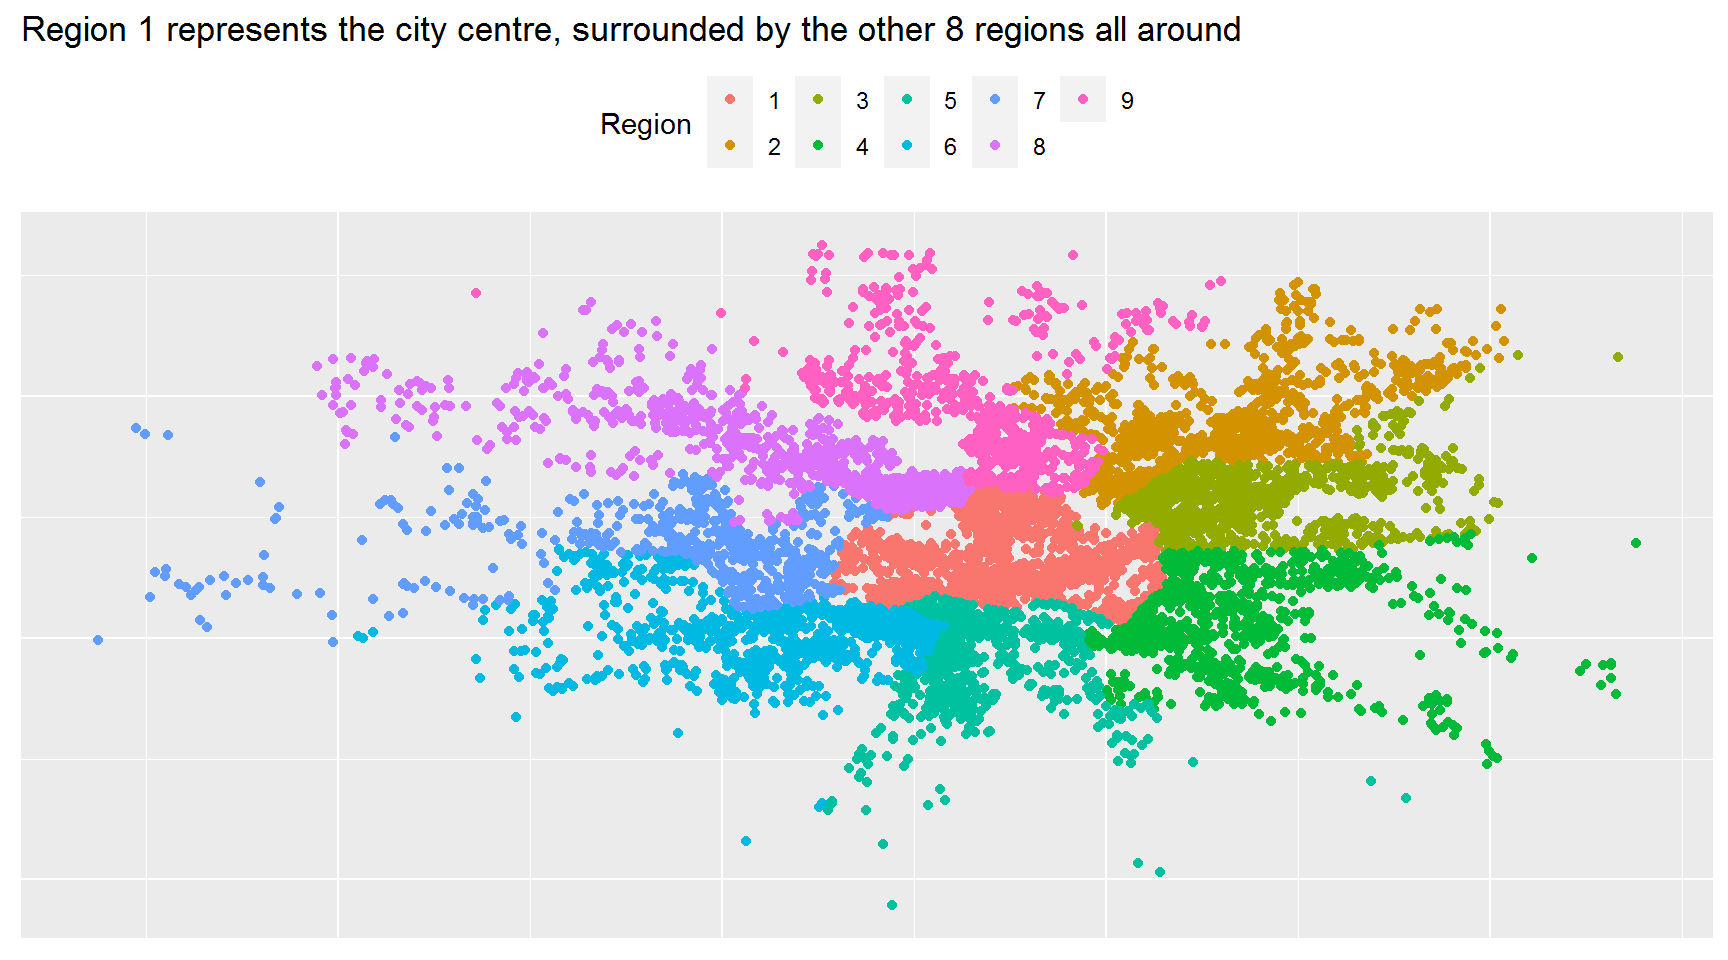 Region 1 represents the city centre, surrounded by the other 8 regions all around
Region
1 3 5 7 9
2 4 6 8